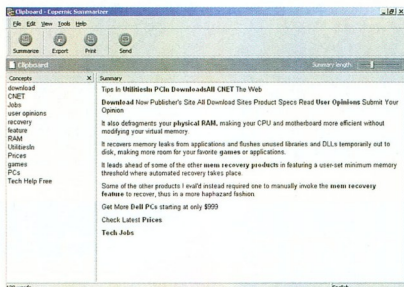 Clipboard - Copernic Summarizer
File Edit View Tools Help
Summarize Export Print Send
Clipboard
Summary length:
Concepts X
download
CNET
Jobs
user opinions
recovery
feature
RAM
UtilitiesIn
Prices
games
PCs
Tech Help Free
Summary
Tips In UtilitiesIn PCIn DownloadsAll CNET The Web
Download Now Publisher's Site All Download Sites Product Specs Read User Opinions Submit Your
Opinion
It also defragments your physical RAM, making your CPU and motherboard more efficient without
modifying your virtual memory.
It recovers memory leaks from applications and flushes unused libraries and DLLs temporarily out to
disk, making more room for your favorite games or applications.
It leads ahead of some of the other mem recovery products in featuring a user-set minimum memory
threshold where automated recovery takes place.
Some of the other products I eval'd instead required one to manually invoke the mem recovery
feature to recover, thus in a more haphazard fashion.
Get More Dell PCs starting at only $999
Check Latest Prices
Tech Jobs